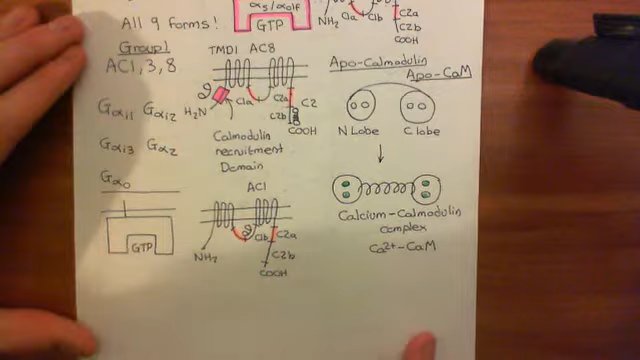 All 9 forms!
αs/αolf
GTP
NH₂
C1a
C1b
C2a
C2b
COOH
Group 1
AC1, 3, 8
Gαi1 Gαi2
Gαi3 Gαz
Gαo
GTP
TMD1 AC8
H₂N
C1a
C2a
C2
C2b
COOH
Calmodulin
recruitment
Domain
AC1
C1b
C2a
C2b
NH₂
COOH
Apo-Calmodulin
Apo-CaM
N Lobe
C lobe
Calcium-Calmodulin
complex
Ca²⁺-CaM